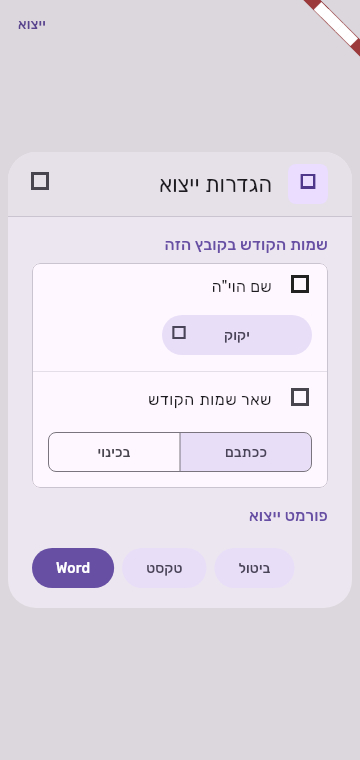 ייצוא
הגדרות ייצוא
שמות הקודש בקובץ הזה
שם הוי"ה
יקוק
שאר שמות הקודש
ככתבם
בכינוי
פורמט ייצוא
ביטול
טקסט
Word